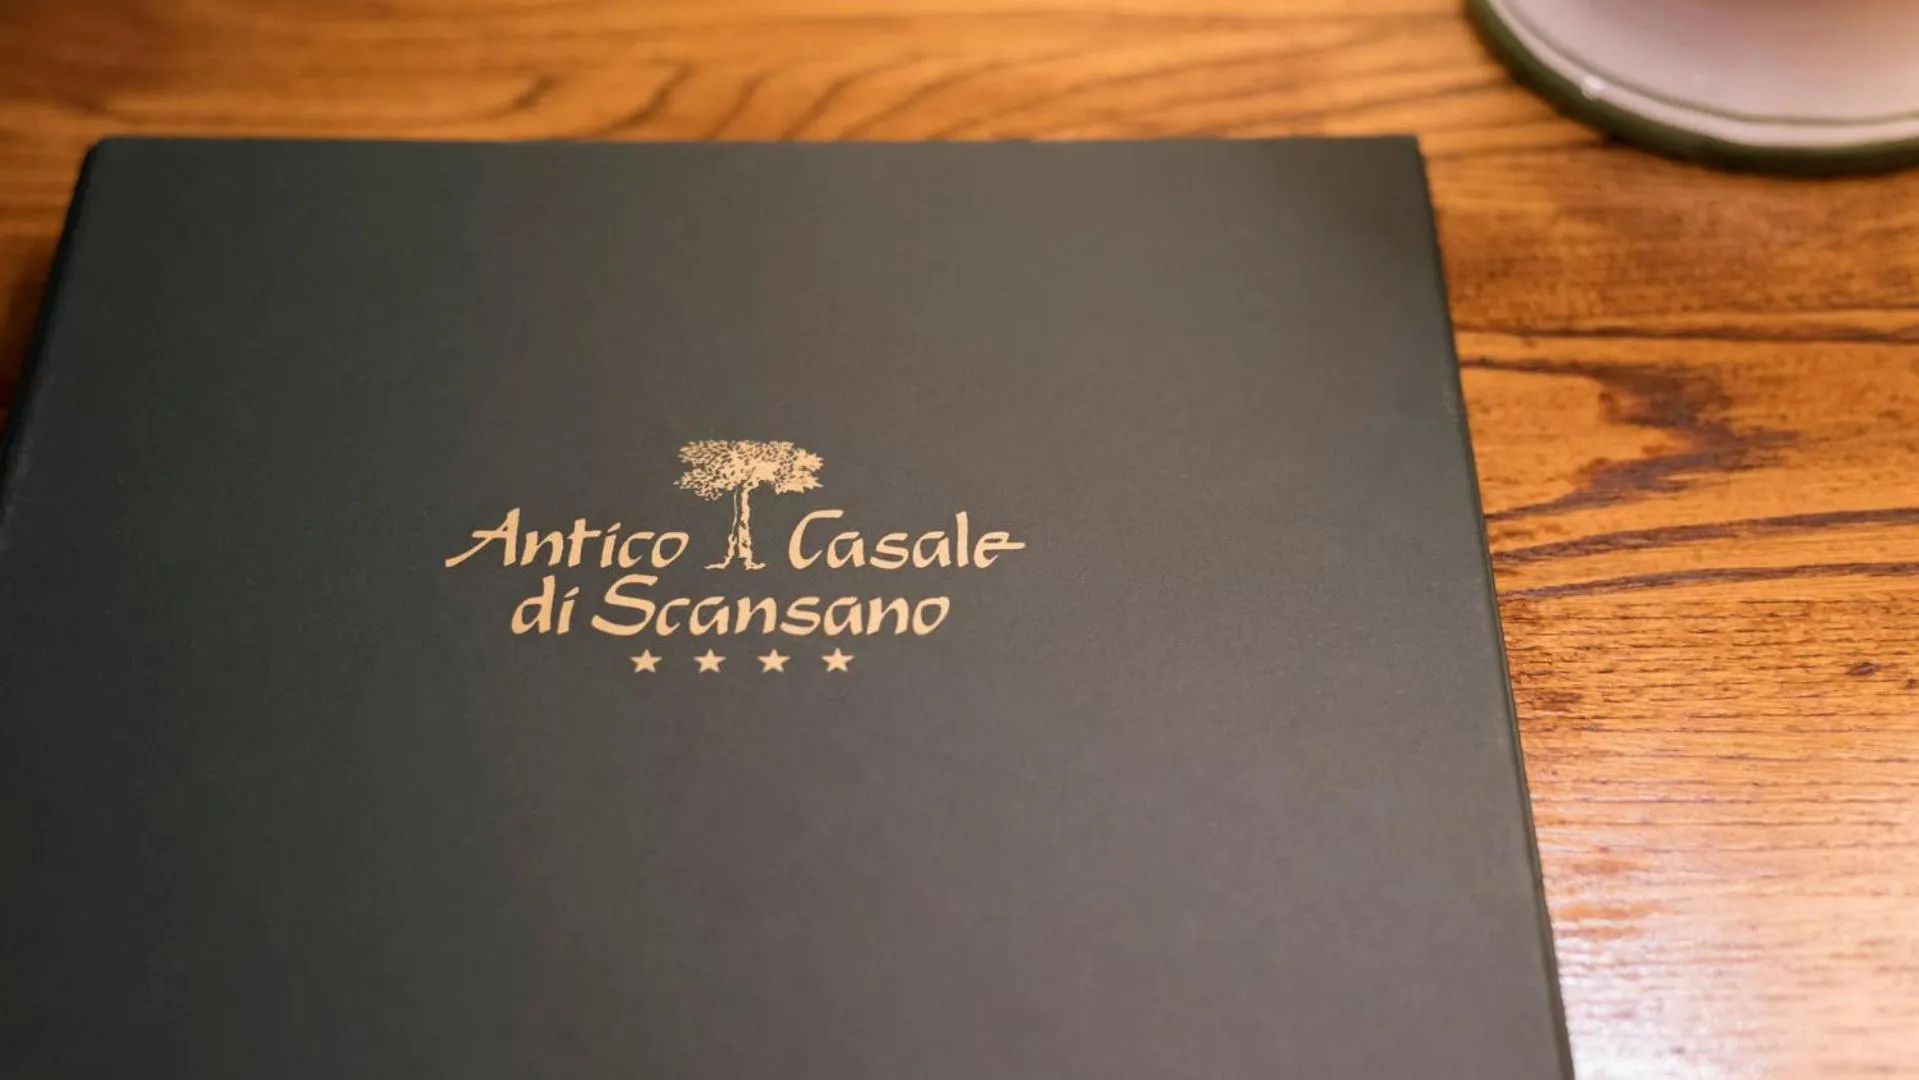 Antico Casale
di Scansano
★ ★ ★ ★